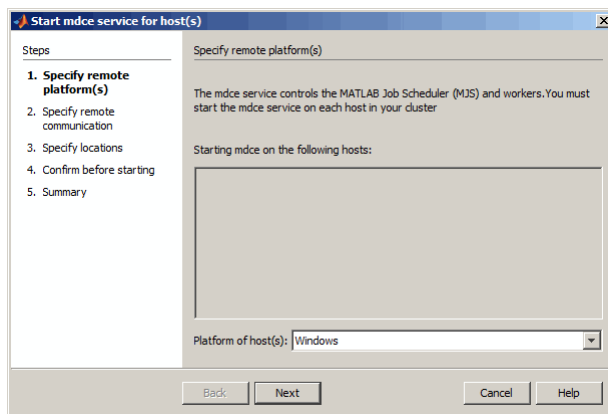 Start mdce service for host(s)
Steps
1. Specify remote
platform(s)
2. Specify remote
communication
3. Specify locations
4. Confirm before starting
5. Summary
Specify remote platform(s)
The mdce service controls the MATLAB Job Scheduler (MJS) and workers.You must
start the mdce service on each host in your cluster
Starting mdce on the following hosts:
Platform of host(s): Windows
Back Next Cancel Help